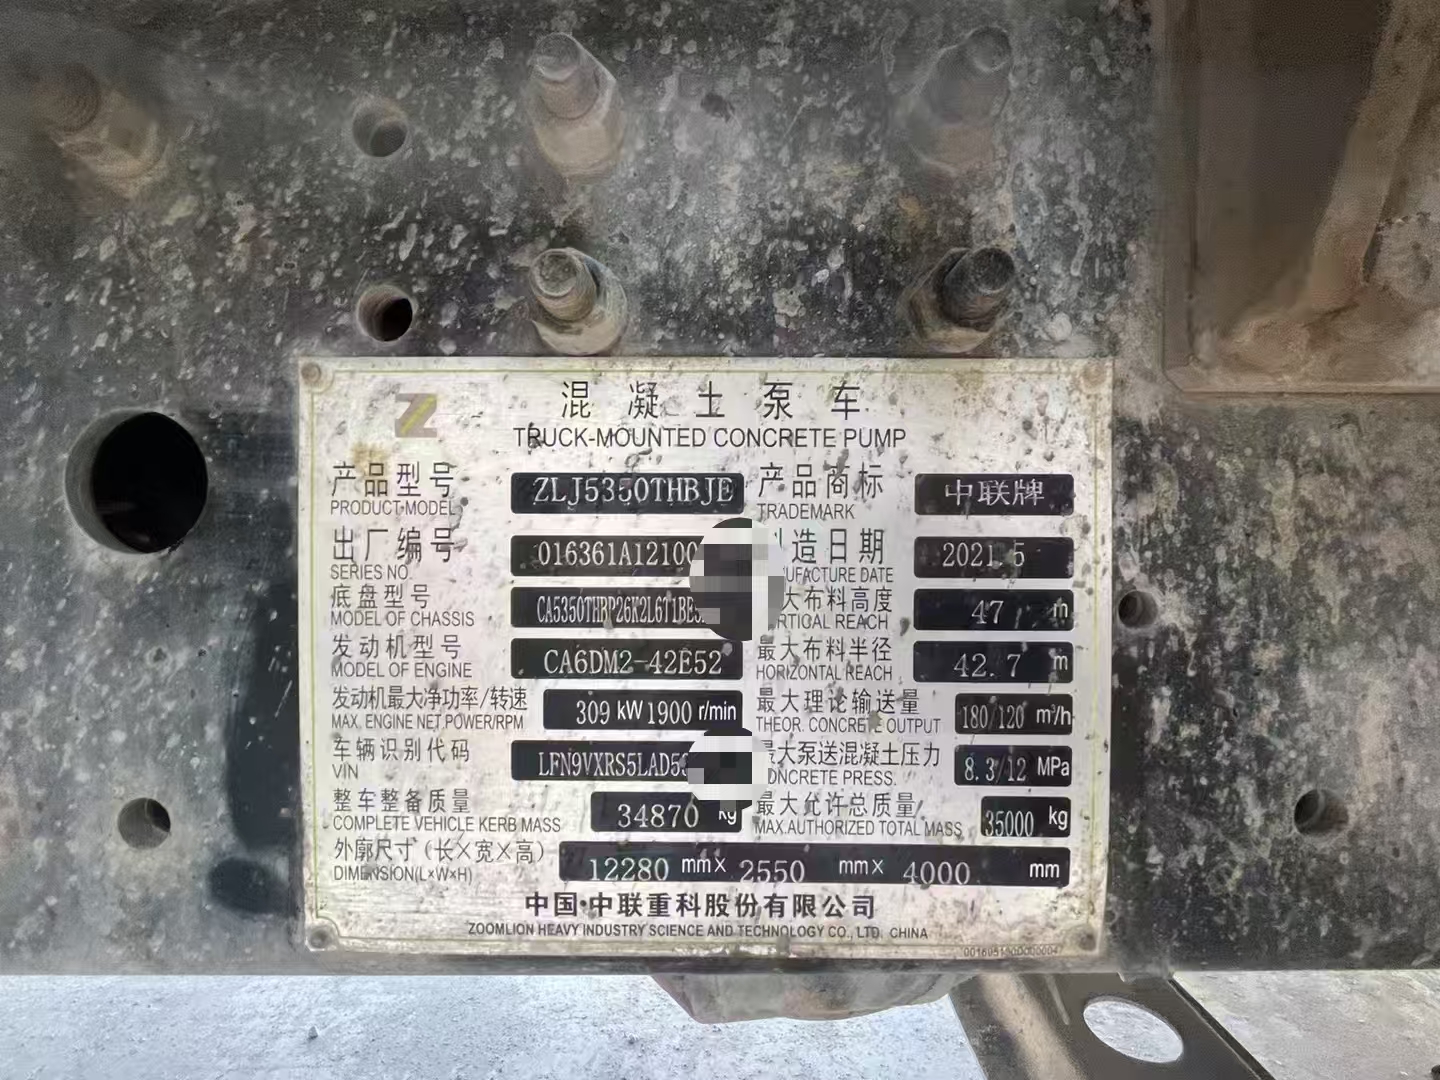 Z
混凝土泵车
TRUCK-MOUNTED CONCRETE PUMP
产品型号 ZLJ5350THBJE 产品商标 中联牌
PRODUCT MODEL TRADEMARK
出厂编号 016361A12100 造日期 2021.5
SERIES NO. UFACTURE DATE
底盘型号 CA5350THBP26K2L6T1BE5 大布料高度 47 m
MODEL OF CHASSIS RTICAL REACH
发动机型号 CA6DM2-42E52 最大布料半径 42.7 m
MODEL OF ENGINE HORIZONTAL REACH
发动机最大净功率/转速 309 kW 1900 r/min 最大理论输送量 180/120 m³/h
MAX. ENGINE NET POWER/RPM THEOR. CONCRETE OUTPUT
车辆识别代码 LFN9VXRS5LAD5 最大泵送混凝土压力 8.3/12 MPa
VIN ONCRETE PRESS.
整车整备质量 34870 kg 最大允许总质量 35000 kg
COMPLETE VEHICLE KERB MASS MAX.AUTHORIZED TOTAL MASS
外廓尺寸(长×宽×高) 12280 mm× 2550 mm× 4000 mm
DIMENSION(L×W×H)
中国·中联重科股份有限公司
ZOOMLION HEAVY INDUSTRY SCIENCE AND TECHNOLOGY CO., LTD. CHINA